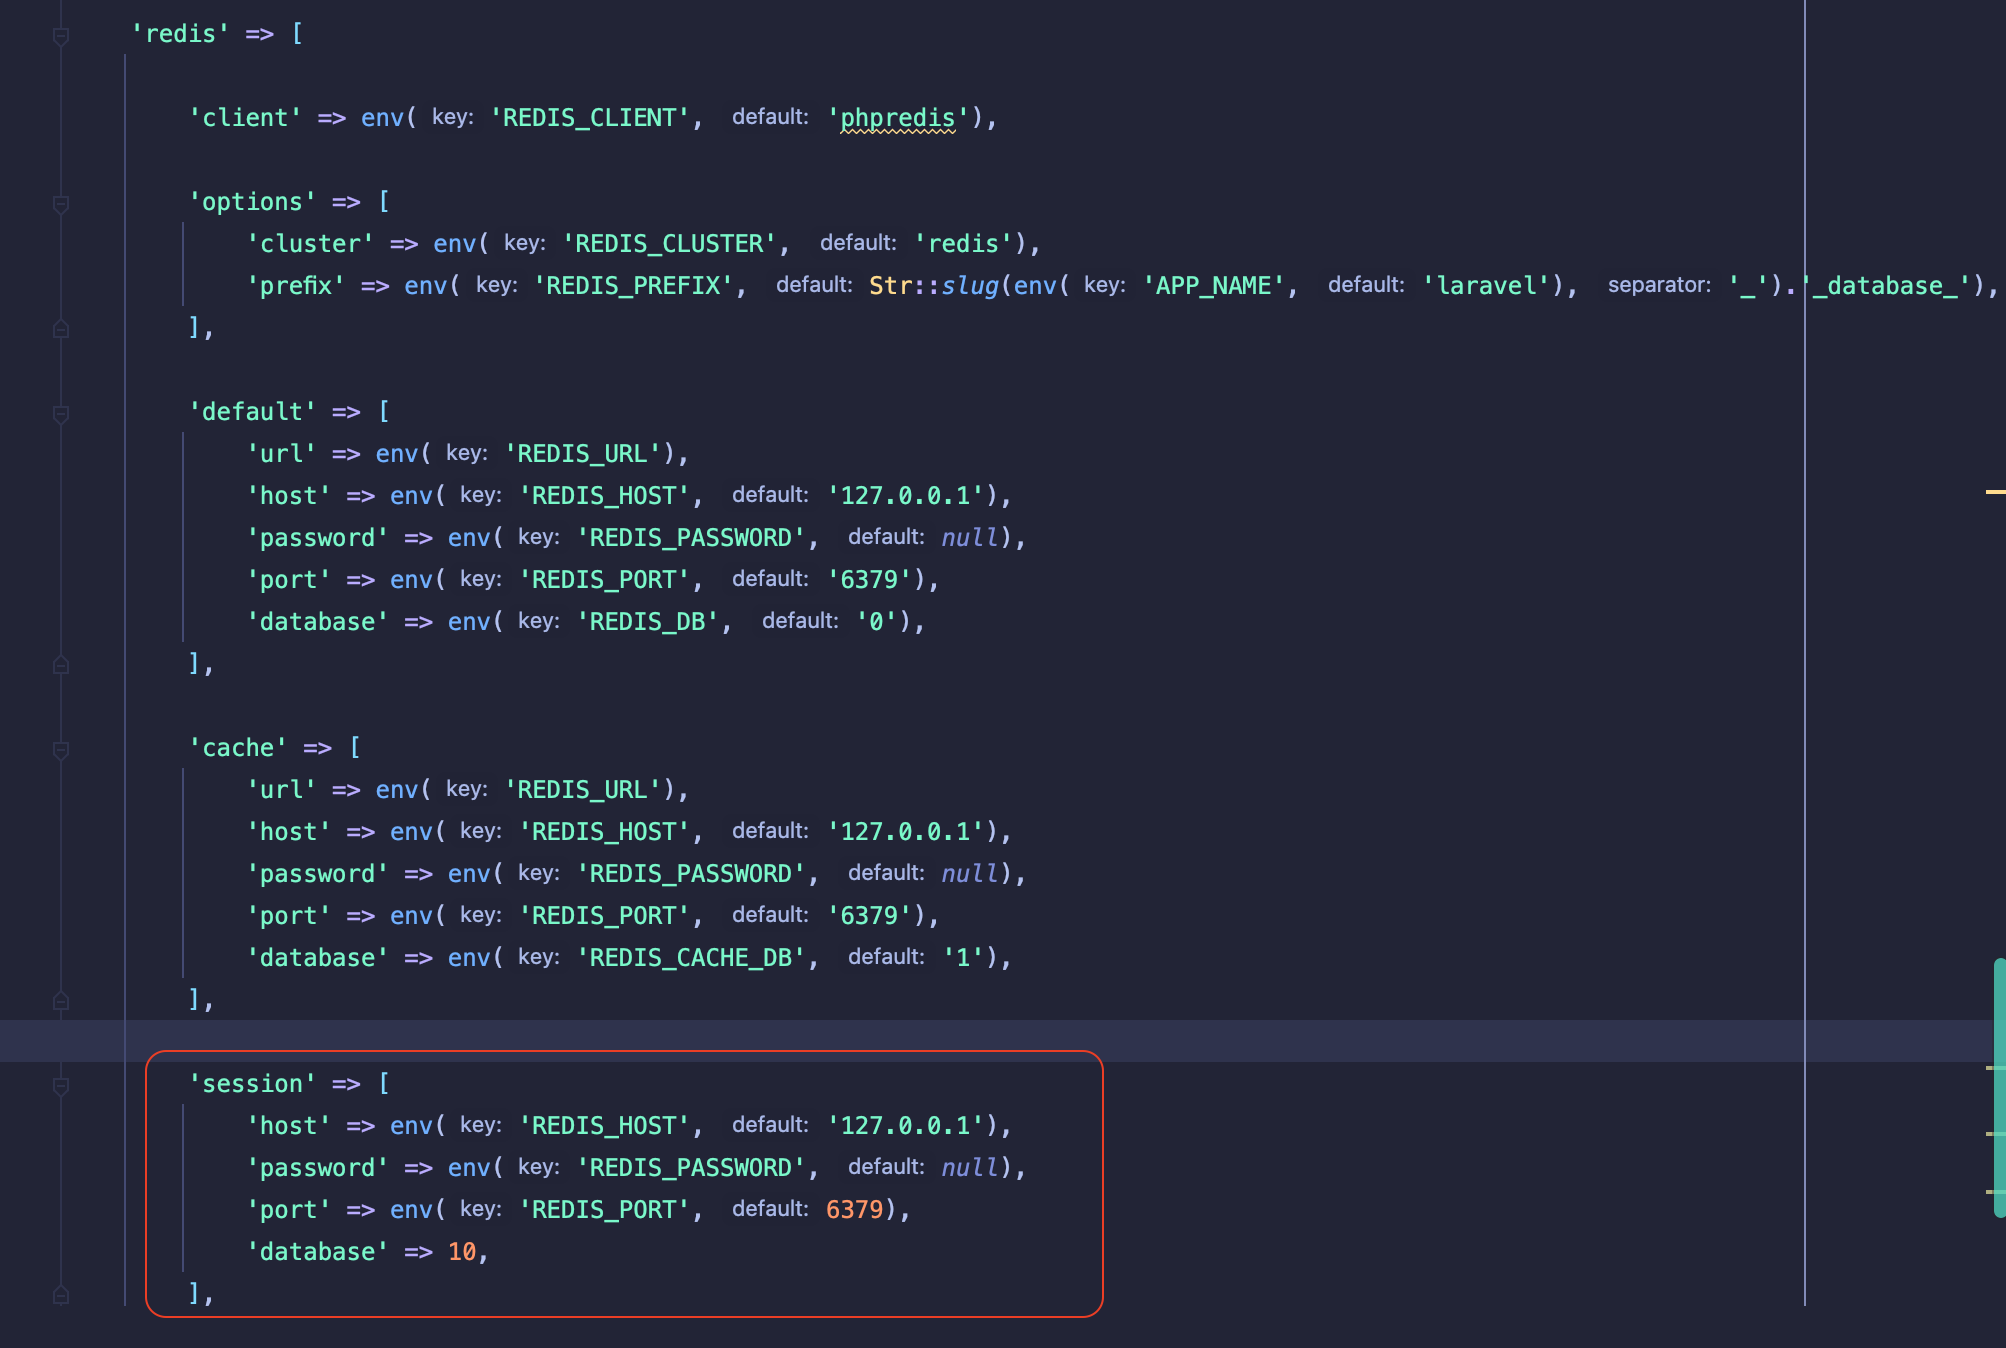 'redis' => [
'client' => env( key: 'REDIS_CLIENT', default: 'phpredis'),
'options' => [
'cluster' => env( key: 'REDIS_CLUSTER', default: 'redis'),
'prefix' => env( key: 'REDIS_PREFIX', default: Str::slug(env( key: 'APP_NAME', default: 'laravel'), separator: '_').'_database_'),
],
'default' => [
'url' => env( key: 'REDIS_URL'),
'host' => env( key: 'REDIS_HOST', default: '127.0.0.1'),
'password' => env( key: 'REDIS_PASSWORD', default: null),
'port' => env( key: 'REDIS_PORT', default: '6379'),
'database' => env( key: 'REDIS_DB', default: '0'),
],
'cache' => [
'url' => env( key: 'REDIS_URL'),
'host' => env( key: 'REDIS_HOST', default: '127.0.0.1'),
'password' => env( key: 'REDIS_PASSWORD', default: null),
'port' => env( key: 'REDIS_PORT', default: '6379'),
'database' => env( key: 'REDIS_CACHE_DB', default: '1'),
],
'session' => [
'host' => env( key: 'REDIS_HOST', default: '127.0.0.1'),
'password' => env( key: 'REDIS_PASSWORD', default: null),
'port' => env( key: 'REDIS_PORT', default: 6379),
'database' => 10,
],